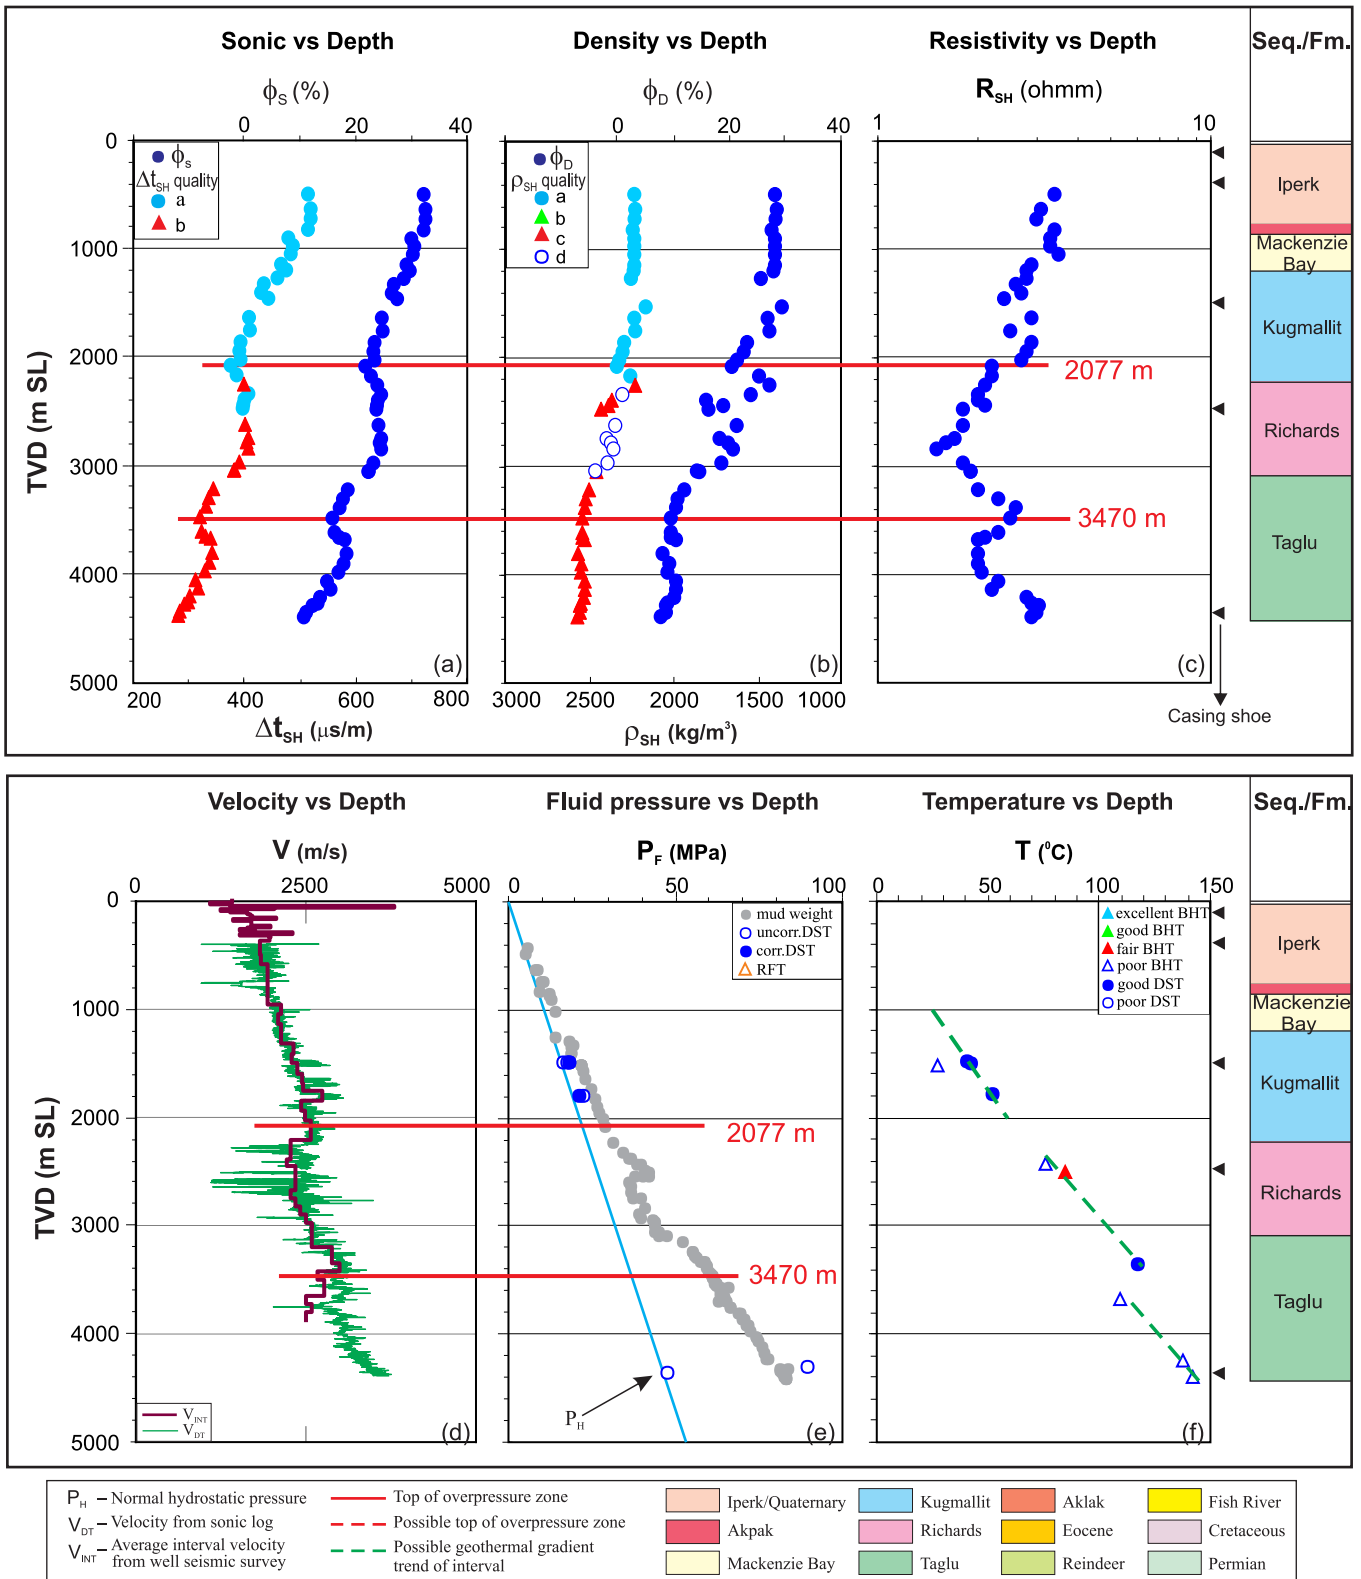 Sonic vs Depth
Density vs Depth
Resistivity vs Depth
Seq./Fm.
ϕS (%)
ϕD (%)
RSH (ohmm)
0 20 40
0 20 40
1 10
TVD (m SL)
0
1000
2000
3000
4000
5000
ϕs
ΔtSH quality
a
b
ϕD
ρSH quality
a
b
c
d
2077 m
3470 m
(a)
(b)
(c)
Iperk
Mackenzie
Bay
Kugmallit
Richards
Taglu
Casing shoe
200 400 600 800
3000 2500 2000 1500 1000
ΔtSH (μs/m)
ρSH (kg/m³)
Velocity vs Depth
Fluid pressure vs Depth
Temperature vs Depth
Seq./Fm.
V (m/s)
PF (MPa)
T (⁰C)
0 2500 5000
0 50 100
0 50 100 150
TVD (m SL)
0
1000
2000
3000
4000
5000
mud weight
uncorr.DST
corr.DST
RFT
excellent BHT
good BHT
fair BHT
poor BHT
good DST
poor DST
2077 m
3470 m
PH
VINT
VDT
(d)
(e)
(f)
Iperk
Mackenzie
Bay
Kugmallit
Richards
Taglu
PH – Normal hydrostatic pressure
VDT – Velocity from sonic log
VINT – Average interval velocity
from well seismic survey
Top of overpressure zone
Possible top of overpressure zone
Possible geothermal gradient
trend of interval
Iperk/Quaternary
Akpak
Mackenzie Bay
Kugmallit
Richards
Taglu
Aklak
Eocene
Reindeer
Fish River
Cretaceous
Permian